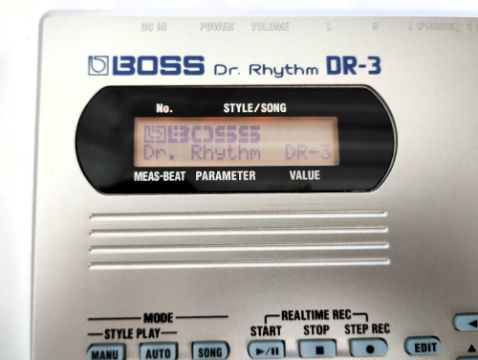 DC IN POWER VOLUME L R
BOSS Dr. Rhythm DR-3
No. STYLE/SONG
BOSS
Dr. Rhythm DR-3
MEAS-BEAT PARAMETER VALUE
MODE
REALTIME REC
STYLE PLAY
START STOP STEP REC
MANU AUTO SONG EDIT